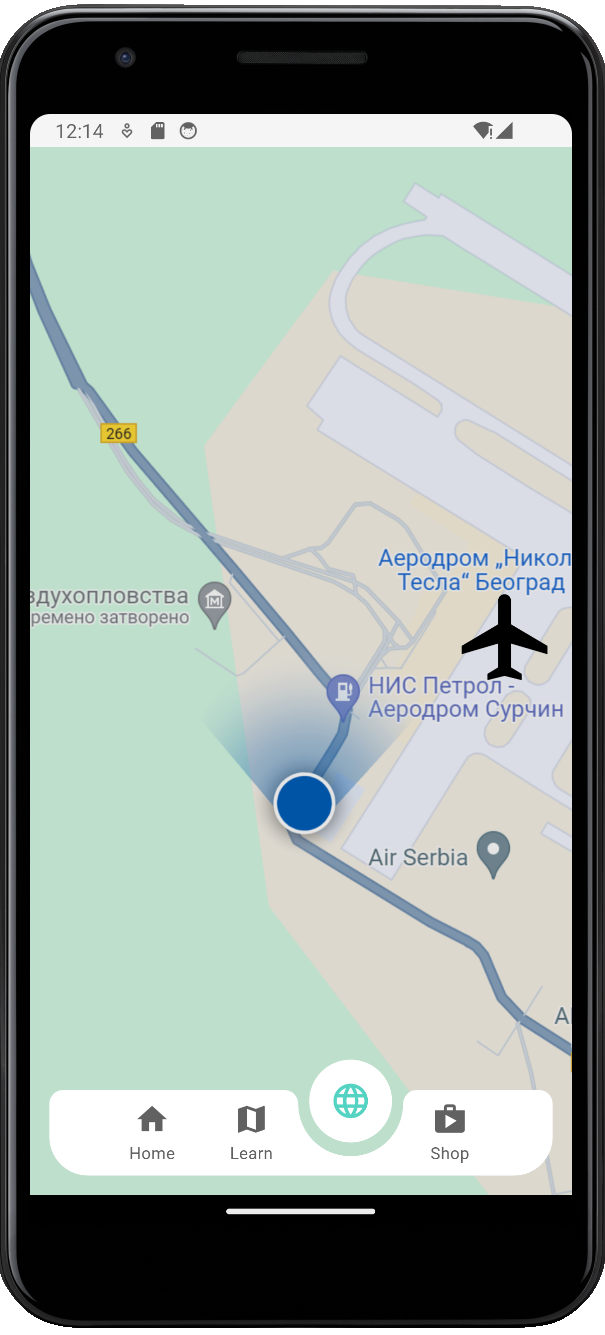 12:14
266
Аеродром „Никол
Тесла“ Београд
здухопловства
ремено затворено
НИС Петрол -
Аеродром Сурчин
Air Serbia
A
Home
Learn
Shop